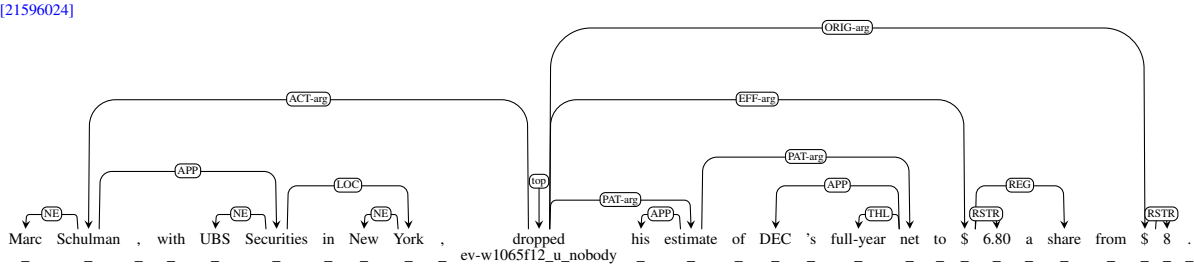 [21596024]
ORIG-arg
ACT-arg EFF-arg
PAT-arg
APP LOC top APP REG
PAT-arg
NE NE NE APP THL RSTR RSTR
Marc Schulman , with UBS Securities in New York , dropped his estimate of DEC 's full-year net to $ 6.80 a share from $ 8 .
_ _ _ _ _ _ _ _ _ _ ev-w1065f12_u_nobody _ _ _ _ _ _ _ _ _ _ _ _ _ _ _ _